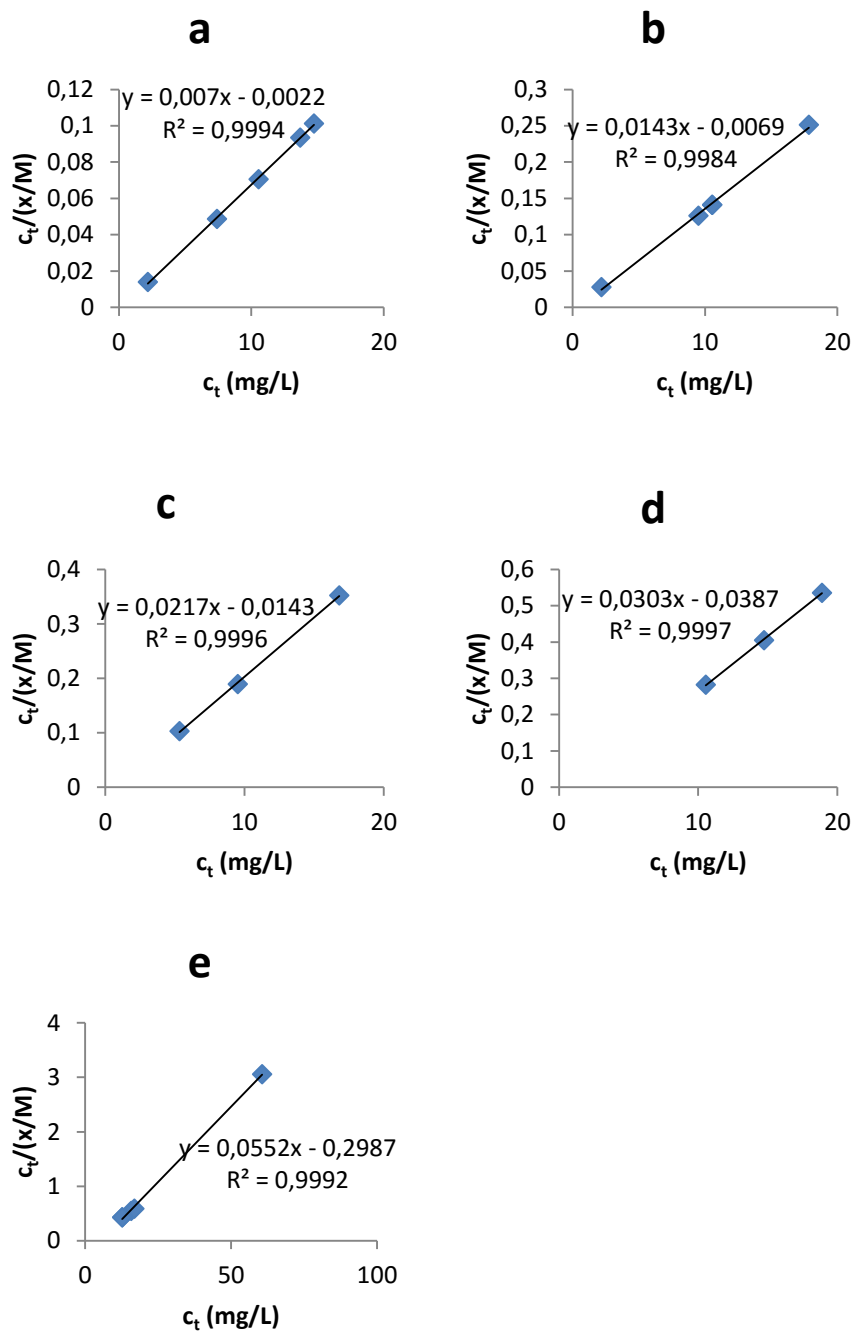 a
0,12
0,1
0,08
0,06
0,04
0,02
0
y = 0,007x - 0,0022
R² = 0,9994
c_t/(x/M)
0 10 20
c_t (mg/L)
b
0,3
0,25
0,2
0,15
0,1
0,05
0
y = 0,0143x - 0,0069
R² = 0,9984
c_t/(x/M)
0 10 20
c_t (mg/L)
c
0,4
0,3
0,2
0,1
0
y = 0,0217x - 0,0143
R² = 0,9996
c_t/(x/M)
0 10 20
c_t (mg/L)
d
0,6
0,5
0,4
0,3
0,2
0,1
0
y = 0,0303x - 0,0387
R² = 0,9997
c_t/(x/M)
0 10 20
c_t (mg/L)
e
4
3
2
1
0
y = 0,0552x - 0,2987
R² = 0,9992
c_t/(x/M)
0 50 100
c_t (mg/L)